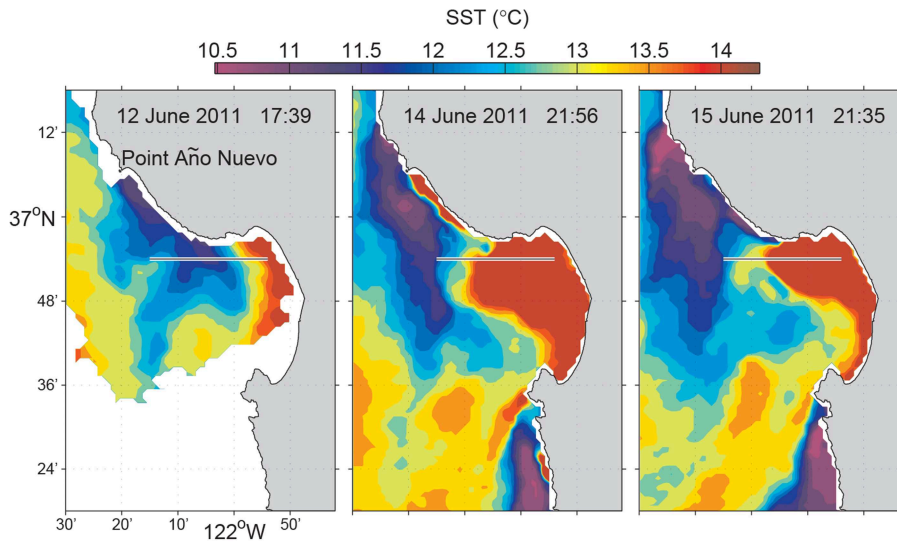 SST (°C)
10.5 11 11.5 12 12.5 13 13.5 14
12 June 2011 17:39
14 June 2011 21:56
15 June 2011 21:35
12'
Point Año Nuevo
37°N
48'
36'
24'
30' 20' 10' 50'
122°W